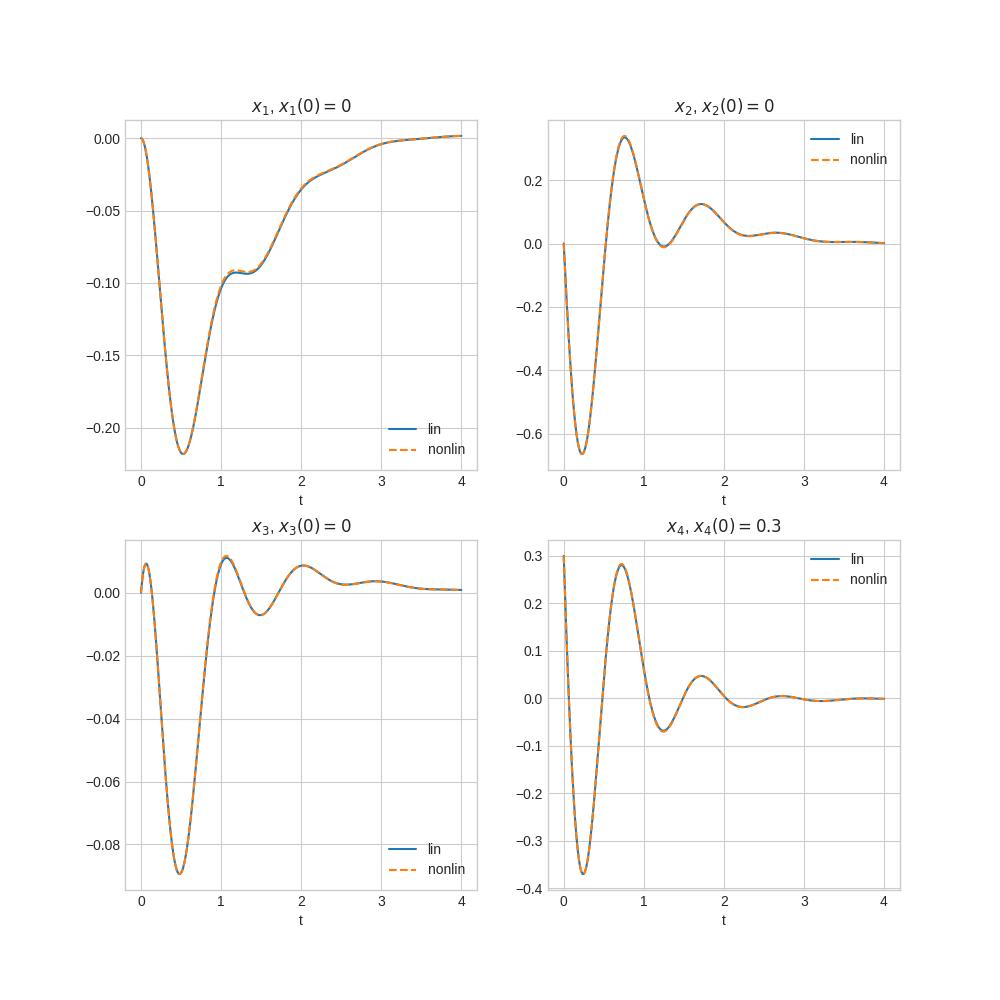 x₁, x₁(0) = 0
0.00
−0.05
−0.10
−0.15
−0.20
lin
nonlin
0 1 2 3 4
t
x₂, x₂(0) = 0
0.2
0.0
−0.2
−0.4
−0.6
lin
nonlin
0 1 2 3 4
t
x₃, x₃(0) = 0
0.00
−0.02
−0.04
−0.06
−0.08
lin
nonlin
0 1 2 3 4
t
x₄, x₄(0) = 0.3
0.3
0.2
0.1
0.0
−0.1
−0.2
−0.3
−0.4
lin
nonlin
0 1 2 3 4
t